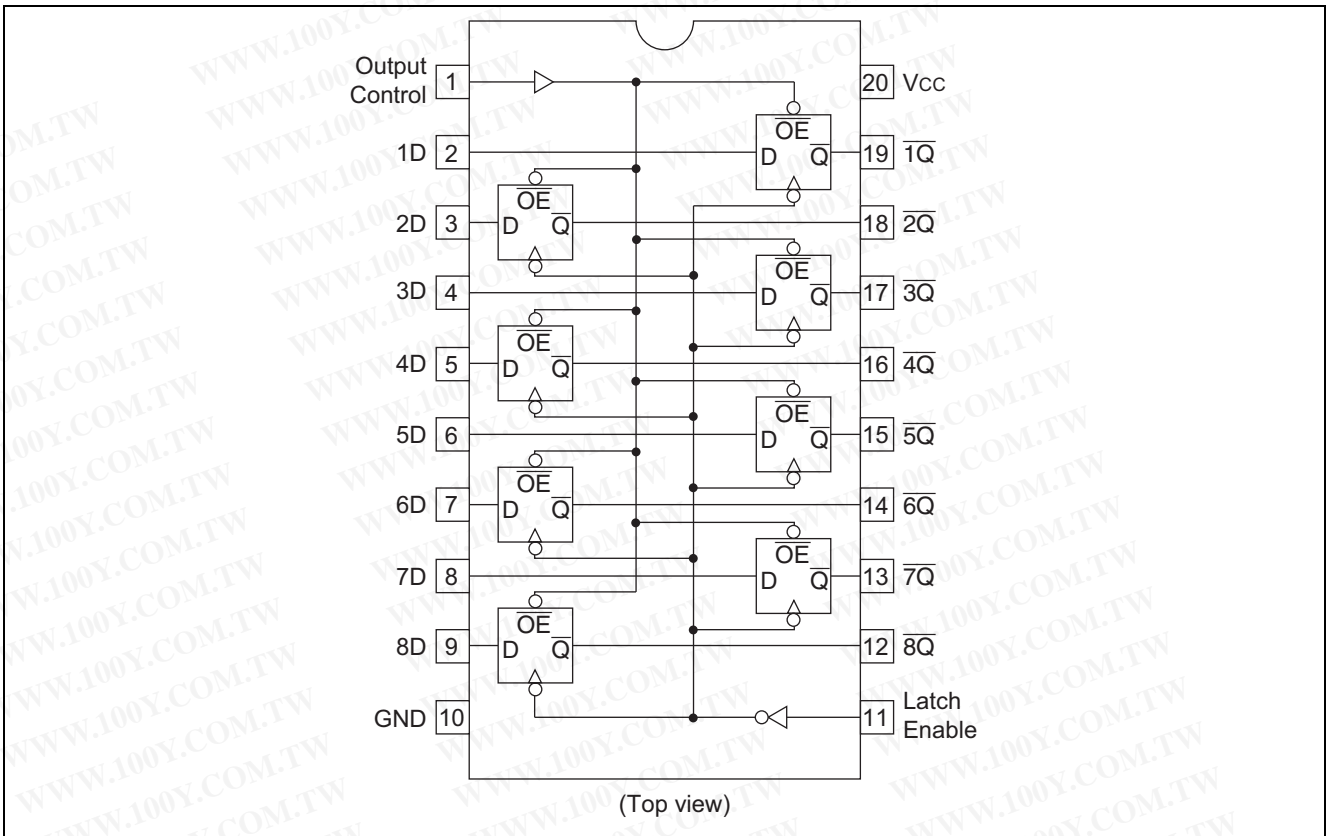 Output
Control 1
20 Vcc
OE
1D 2
D Q̅
19 1Q̅
OE
2D 3
D Q̅
18 2Q̅
OE
3D 4
D Q̅
17 3Q̅
OE
4D 5
D Q̅
16 4Q̅
OE
5D 6
D Q̅
15 5Q̅
OE
6D 7
D Q̅
14 6Q̅
OE
7D 8
D Q̅
13 7Q̅
OE
8D 9
D Q̅
12 8Q̅
GND 10
11 Latch
Enable
(Top view)
WWW.100Y.COM.TW